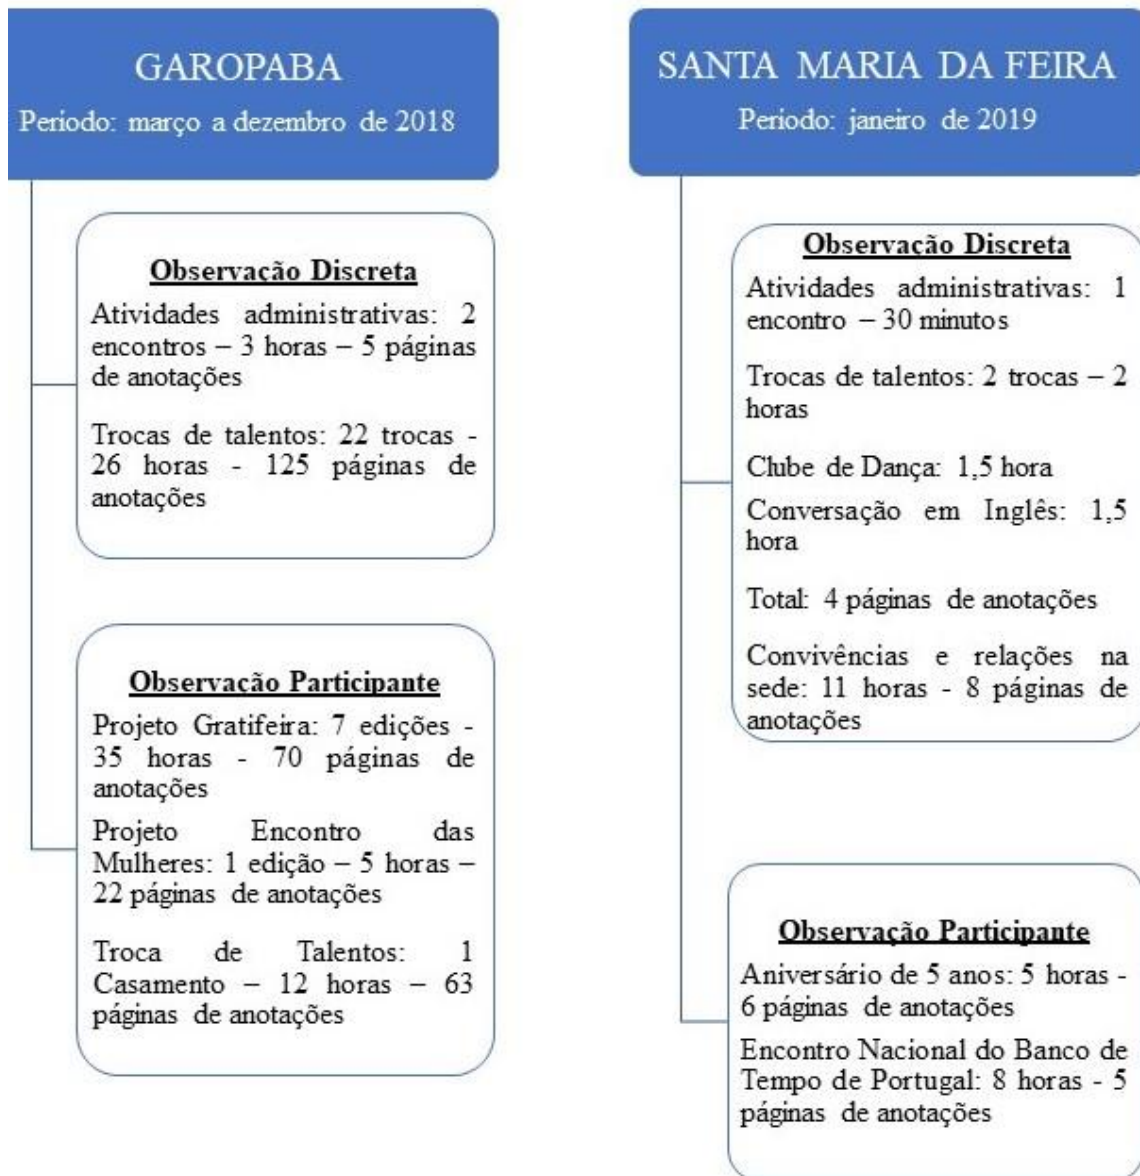 GAROPABA
Periodo: março a dezembro de 2018
Observação Discreta
Atividades administrativas: 2
encontros – 3 horas – 5 páginas
de anotações
Trocas de talentos: 22 trocas -
26 horas - 125 páginas de
anotações
Observação Participante
Projeto Gratifeira: 7 edições -
35 horas - 70 páginas de
anotações
Projeto Encontro das
Mulheres: 1 edição – 5 horas –
22 páginas de anotações
Troca de Talentos: 1
Casamento – 12 horas – 63
páginas de anotações
SANTA MARIA DA FEIRA
Periodo: janeiro de 2019
Observação Discreta
Atividades administrativas: 1
encontro – 30 minutos
Trocas de talentos: 2 trocas – 2
horas
Clube de Dança: 1,5 hora
Conversação em Inglês: 1,5
hora
Total: 4 páginas de anotações
Convivências e relações na
sede: 11 horas - 8 páginas de
anotações
Observação Participante
Aniversário de 5 anos: 5 horas -
6 páginas de anotações
Encontro Nacional do Banco de
Tempo de Portugal: 8 horas - 5
páginas de anotações